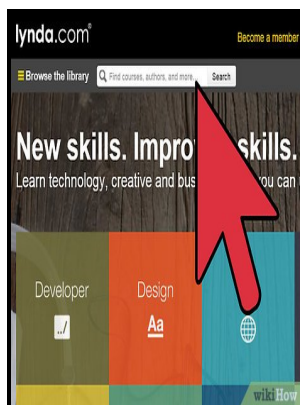 lynda.com®
Become a member
Browse the library
Find courses, authors, and more... Search
New skills. Impro skills.
Learn technology, creative and bus you can
Developer
Design
../
Aa
wikiHow